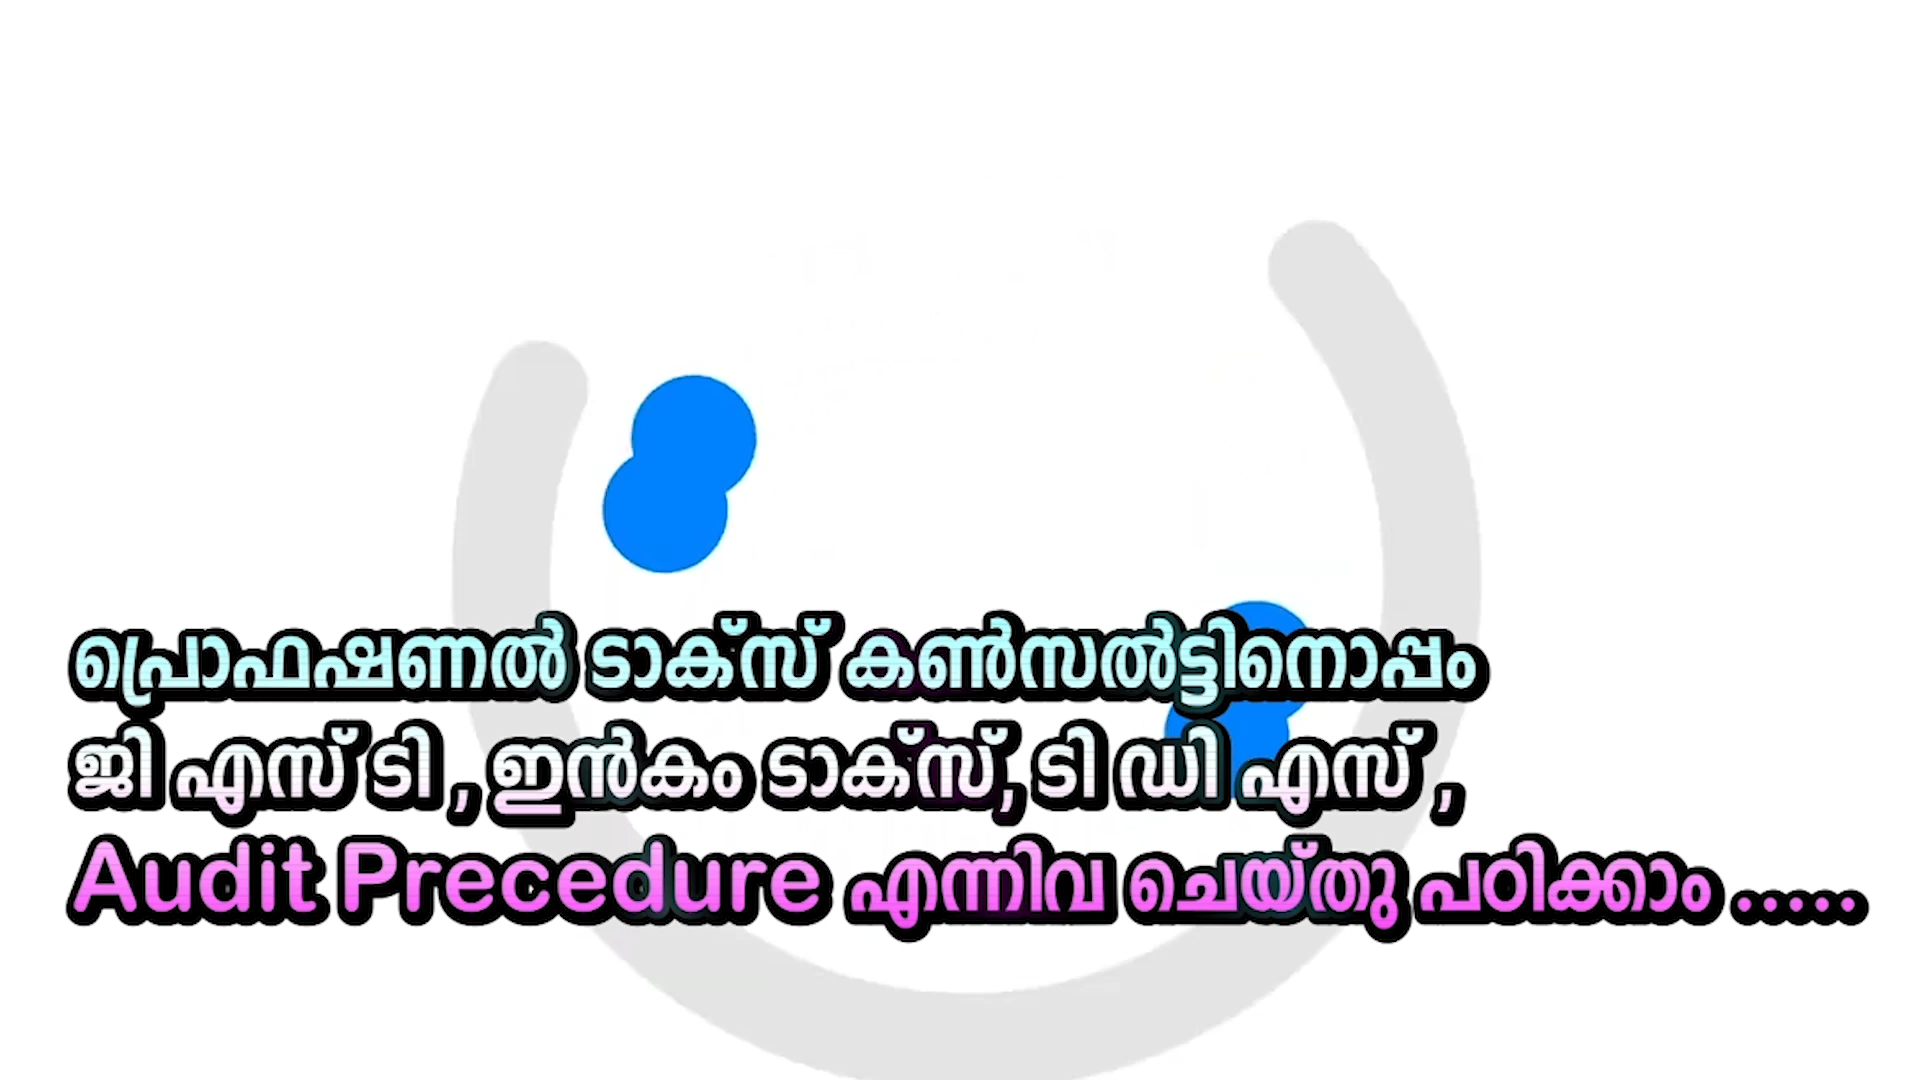 പ്രൊഫഷണൽ ടാക്സ് കൺസൽട്ടിനൊപ്പം
ജി എസ് ടി , ഇൻകം ടാക്സ്, ടി ഡി എസ് ,
Audit Precedure എന്നിവ ചെയ്തു പഠിക്കാം .....